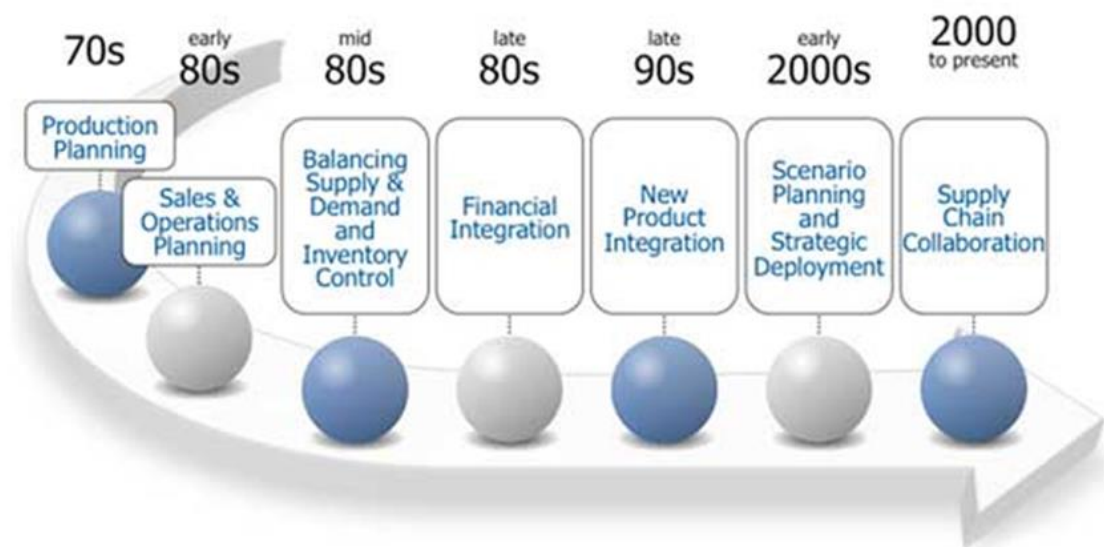 70s
Production
Planning
early
80s
Sales &
Operations
Planning
mid
80s
Balancing
Supply &
Demand
and
Inventory
Control
late
80s
Financial
Integration
late
90s
New
Product
Integration
early
2000s
Scenario
Planning
and
Strategic
Deployment
2000
to present
Supply
Chain
Collaboration